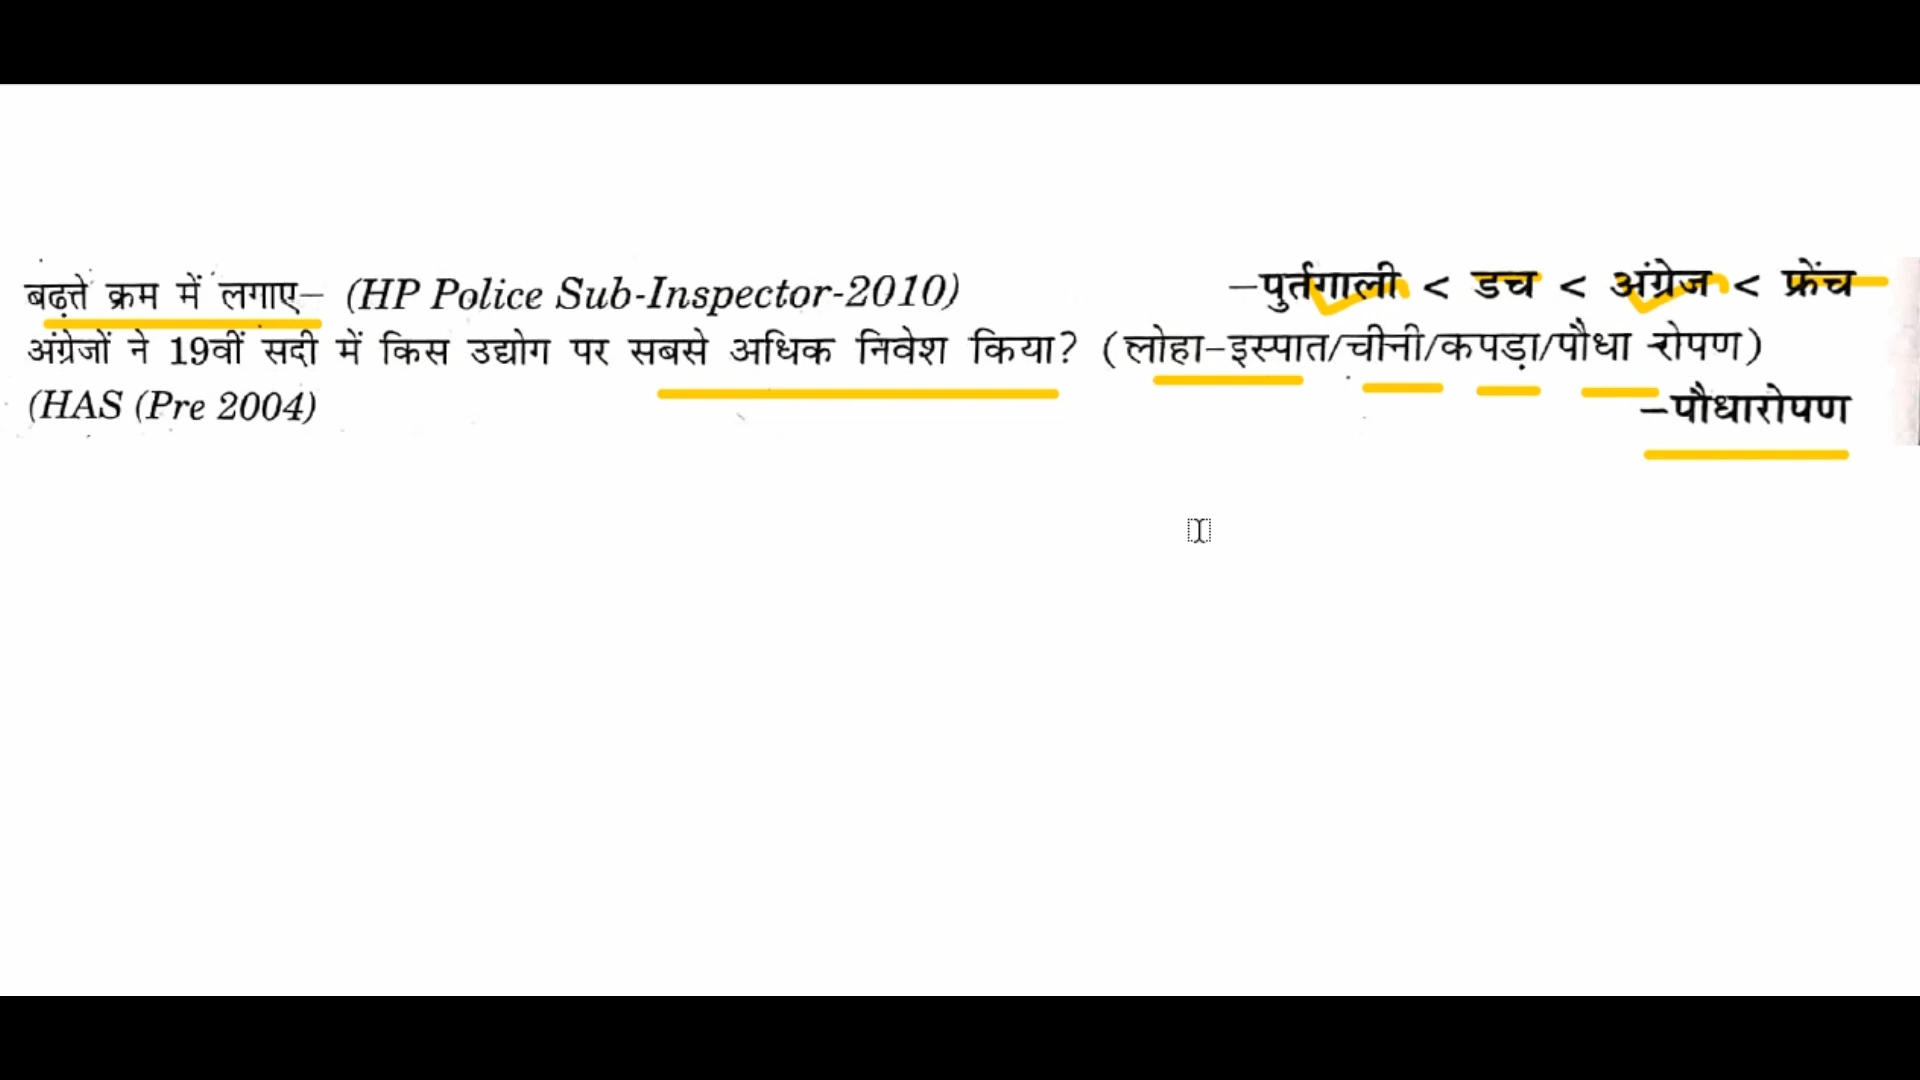 बढ़ते क्रम में लगाए– (HP Police Sub-Inspector-2010) –पुर्तगाली < डच < अंग्रेज < फ्रेंच
अंग्रेजों ने 19वीं सदी में किस उद्योग पर सबसे अधिक निवेश किया? (लोहा–इस्पात/चीनी/कपड़ा/पौधा रोपण)
(HAS (Pre 2004) –पौधारोपण